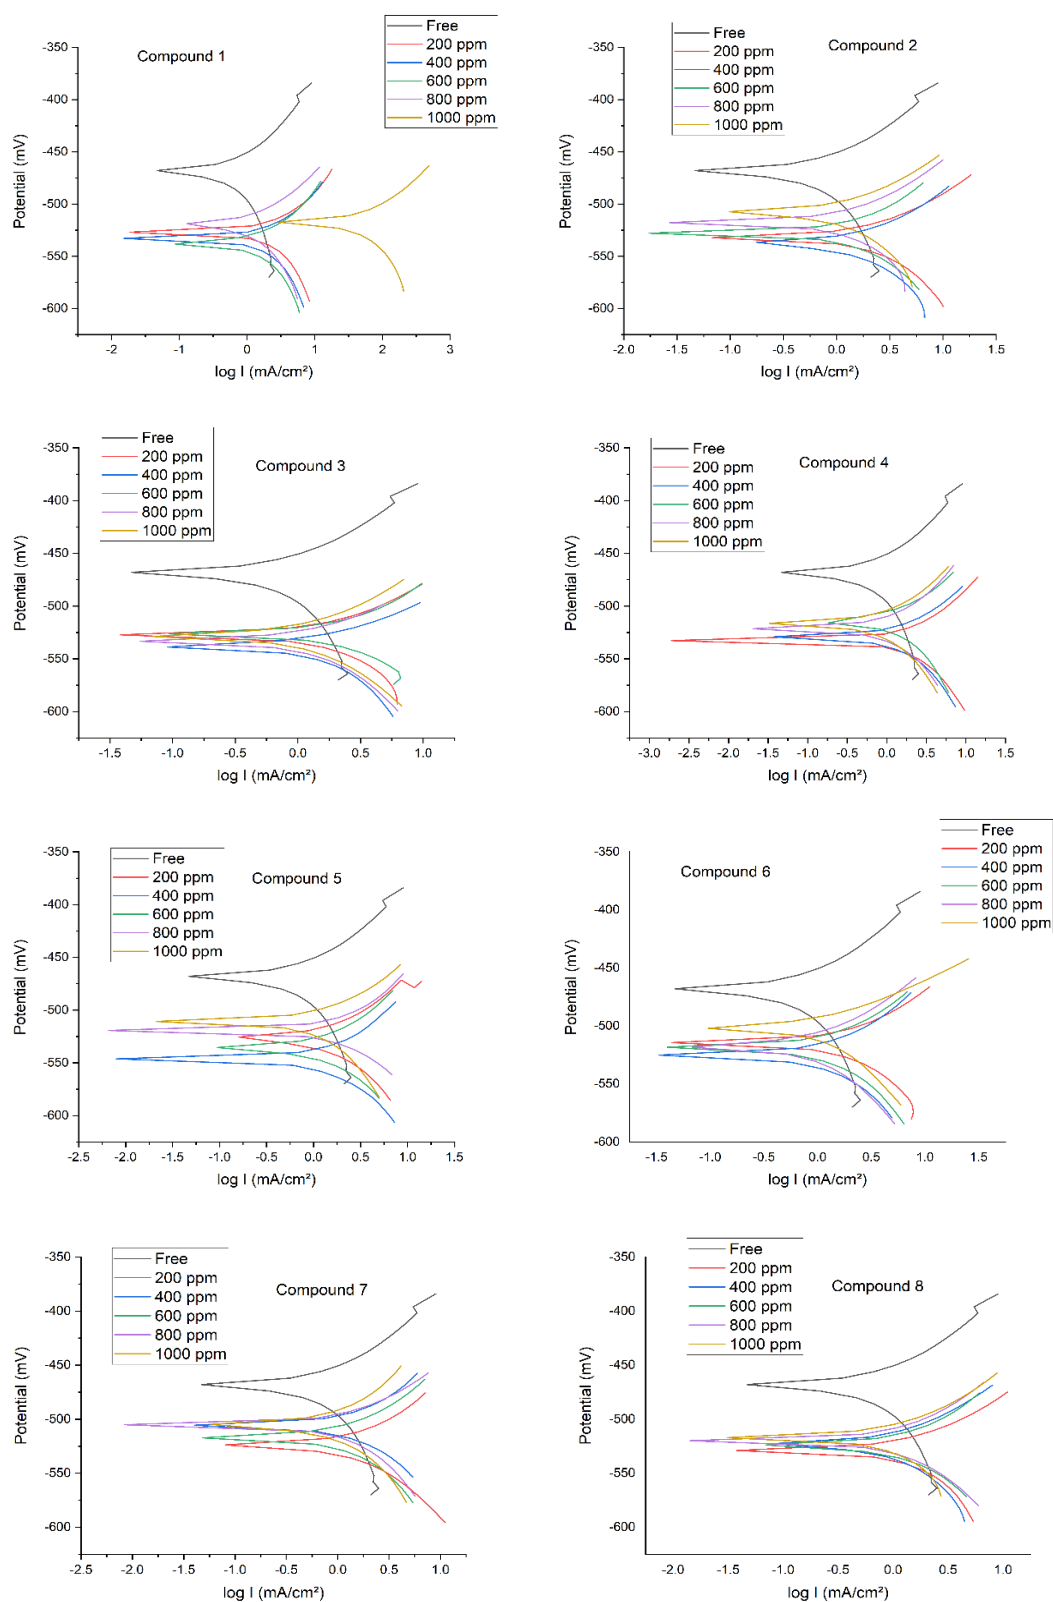 Compound 1
Free
200 ppm
400 ppm
600 ppm
800 ppm
1000 ppm
-350
-400
-450
-500
-550
-600
Potential (mV)
-2
-1
0
1
2
3
log I (mA/cm²)
Compound 2
Free
200 ppm
400 ppm
600 ppm
800 ppm
1000 ppm
-350
-400
-450
-500
-550
-600
Potential (mV)
-2.0
-1.5
-1.0
-0.5
0.0
0.5
1.0
1.5
log I (mA/cm²)
Compound 3
Free
200 ppm
400 ppm
600 ppm
800 ppm
1000 ppm
-350
-400
-450
-500
-550
-600
Potential (mV)
-1.5
-1.0
-0.5
0.0
0.5
1.0
log I (mA/cm²)
Compound 4
Free
200 ppm
400 ppm
600 ppm
800 ppm
1000 ppm
-350
-400
-450
-500
-550
-600
Potential (mV)
-3.0
-2.5
-2.0
-1.5
-1.0
-0.5
0.0
0.5
1.0
1.5
log I (mA/cm²)
Compound 5
Free
200 ppm
400 ppm
600 ppm
800 ppm
1000 ppm
-350
-400
-450
-500
-550
-600
Potential (mV)
-2.5
-2.0
-1.5
-1.0
-0.5
0.0
0.5
1.0
1.5
log I (mA/cm²)
Compound 6
Free
200 ppm
400 ppm
600 ppm
800 ppm
1000 ppm
-350
-400
-450
-500
-550
-600
Potential (mV)
-1.5
-1.0
-0.5
0.0
0.5
1.0
1.5
log I (mA/cm²)
Compound 7
Free
200 ppm
400 ppm
600 ppm
800 ppm
1000 ppm
-350
-400
-450
-500
-550
-600
Potential (mV)
-2.5
-2.0
-1.5
-1.0
-0.5
0.0
0.5
1.0
log I (mA/cm²)
Compound 8
Free
200 ppm
400 ppm
600 ppm
800 ppm
1000 ppm
-350
-400
-450
-500
-550
-600
Potential (mV)
-2.0
-1.5
-1.0
-0.5
0.0
0.5
1.0
log I (mA/cm²)